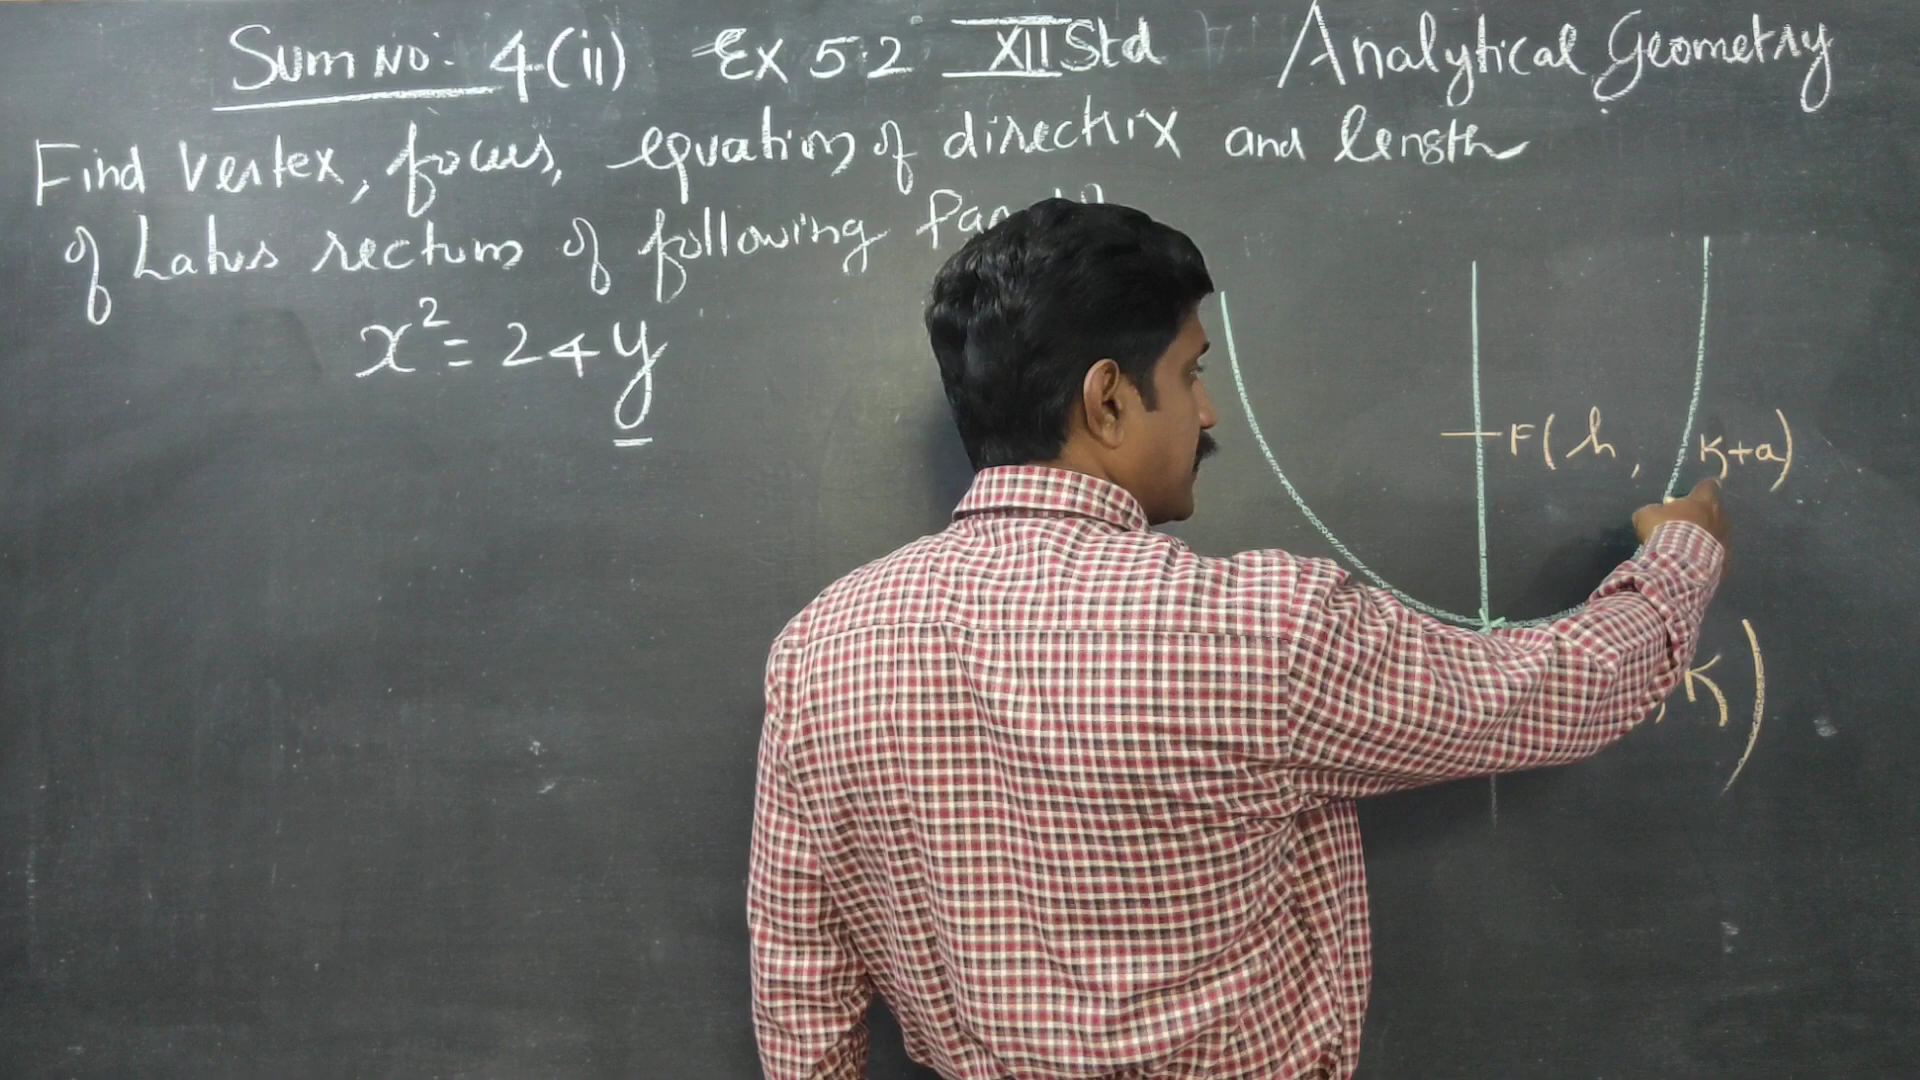 Sum No: 4(ii) Ex 5.2 XII Std Analytical Geometry
Find Vertex, focus, equation of directrix and length
of Latus rectum of following
x² = 24y
F(h, K+a)
, K)